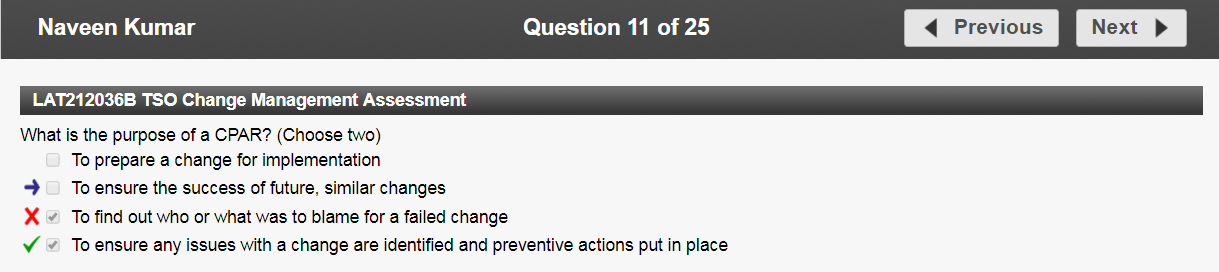 Naveen Kumar
Question 11 of 25
Previous
Next
LAT212036B TSO Change Management Assessment
What is the purpose of a CPAR? (Choose two)
To prepare a change for implementation
To ensure the success of future, similar changes
To find out who or what was to blame for a failed change
To ensure any issues with a change are identified and preventive actions put in place